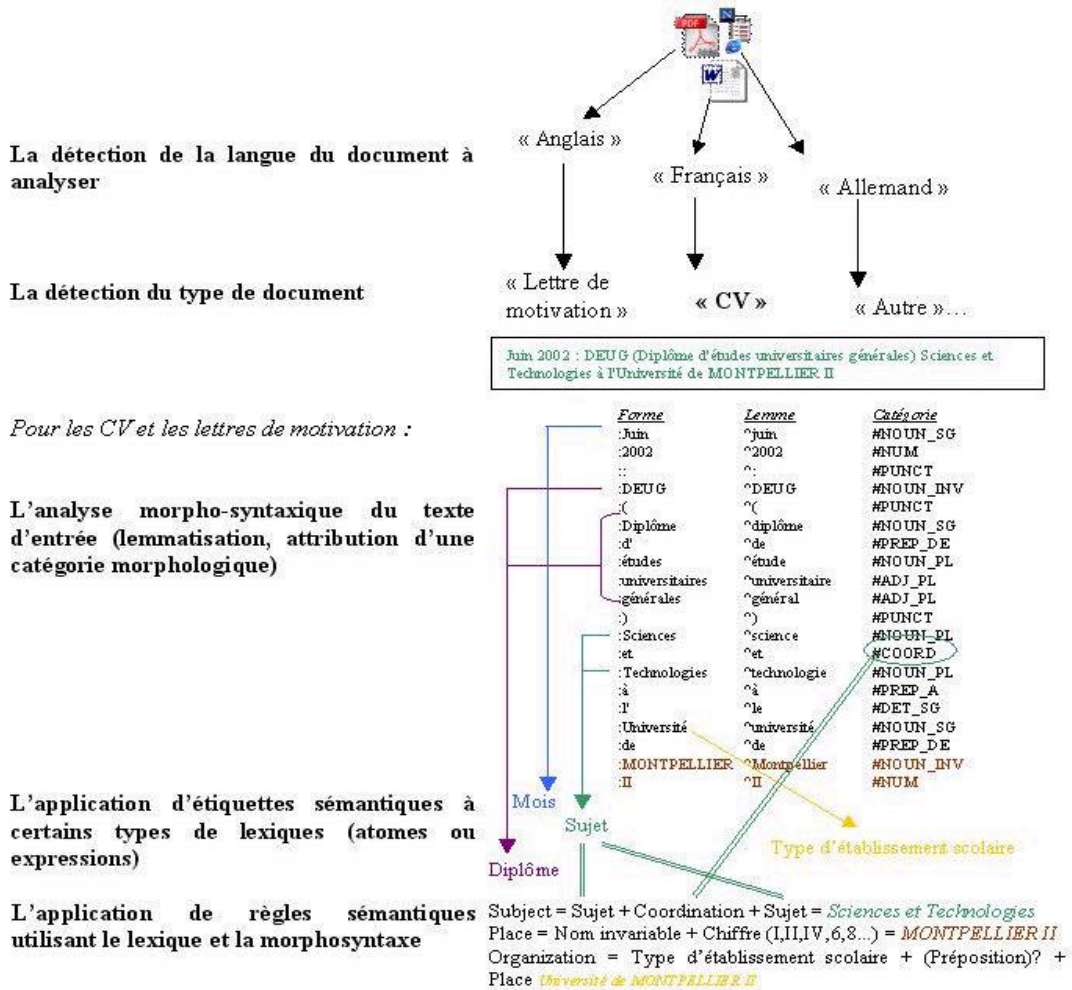 « Anglais »
« Français »
« Allemand »
La détection de la langue du document à
analyser
La détection du type de document
« Lettre de
motivation »
« CV »
« Autre »…
Juin 2002 : DEUG (Diplôme d'études universitaires générales) Sciences et
Technologies à l'Université de MONTPELLIER II
Pour les CV et les lettres de motivation :
Forme Lemme Catégorie
:Juin ^juin #NOUN_SG
:2002 ^2002 #NUM
:: ^: #PUNCT
:DEUG ^DEUG #NOUN_INV
:( ^( #PUNCT
:Diplôme ^diplôme #NOUN_SG
:d' ^de #PREP_DE
:études ^étude #NOUN_PL
:universitaires ^universitaire #ADJ_PL
:générales ^général #ADJ_PL
:) ^) #PUNCT
:Sciences ^science #NOUN_PL
:et ^et #COORD
:Technologies ^technologie #NOUN_PL
:à ^à #PREP_A
:l' ^le #DET_SG
:Université ^université #NOUN_SG
:de ^de #PREP_DE
:MONTPELLIER ^Montpellier #NOUN_INV
:II ^II #NUM
L'analyse morpho-syntaxique du texte
d'entrée (lemmatisation, attribution d'une
catégorie morphologique)
L'application d'étiquettes sémantiques à
certains types de lexiques (atomes ou
expressions)
Mois
Sujet
Type d'établissement scolaire
Diplôme
L'application de règles sémantiques
utilisant le lexique et la morphosyntaxe
Subject = Sujet + Coordination + Sujet = Sciences et Technologies
Place = Nom invariable + Chiffre (I,II,IV,6,8...) = MONTPELLIER II
Organization = Type d'établissement scolaire + (Préposition)? +
Place Université de MONTPELLIER II